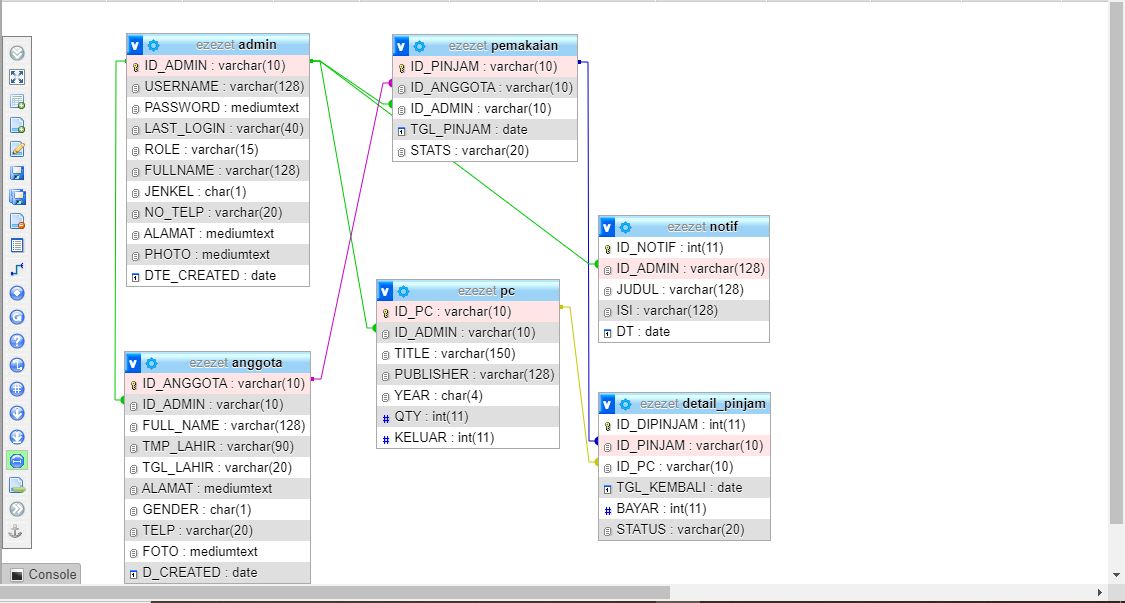 v ezezet admin
ID_ADMIN : varchar(10)
USERNAME : varchar(128)
PASSWORD : mediumtext
LAST_LOGIN : varchar(40)
ROLE : varchar(15)
FULLNAME : varchar(128)
JENKEL : char(1)
NO_TELP : varchar(20)
ALAMAT : mediumtext
PHOTO : mediumtext
DTE_CREATED : date
v ezezet pemakaian
ID_PINJAM : varchar(10)
ID_ANGGOTA : varchar(10)
ID_ADMIN : varchar(10)
TGL_PINJAM : date
STATS : varchar(20)
v ezezet notif
ID_NOTIF : int(11)
ID_ADMIN : varchar(128)
JUDUL : varchar(128)
ISI : varchar(128)
DT : date
v ezezet pc
ID_PC : varchar(10)
ID_ADMIN : varchar(10)
TITLE : varchar(150)
PUBLISHER : varchar(128)
YEAR : char(4)
# QTY : int(11)
# KELUAR : int(11)
v ezezet anggota
ID_ANGGOTA : varchar(10)
ID_ADMIN : varchar(10)
FULL_NAME : varchar(128)
TMP_LAHIR : varchar(90)
TGL_LAHIR : varchar(20)
ALAMAT : mediumtext
GENDER : char(1)
TELP : varchar(20)
FOTO : mediumtext
D_CREATED : date
v ezezet detail_pinjam
ID_DIPINJAM : int(11)
ID_PINJAM : varchar(10)
ID_PC : varchar(10)
TGL_KEMBALI : date
# BAYAR : int(11)
STATUS : varchar(20)
Console